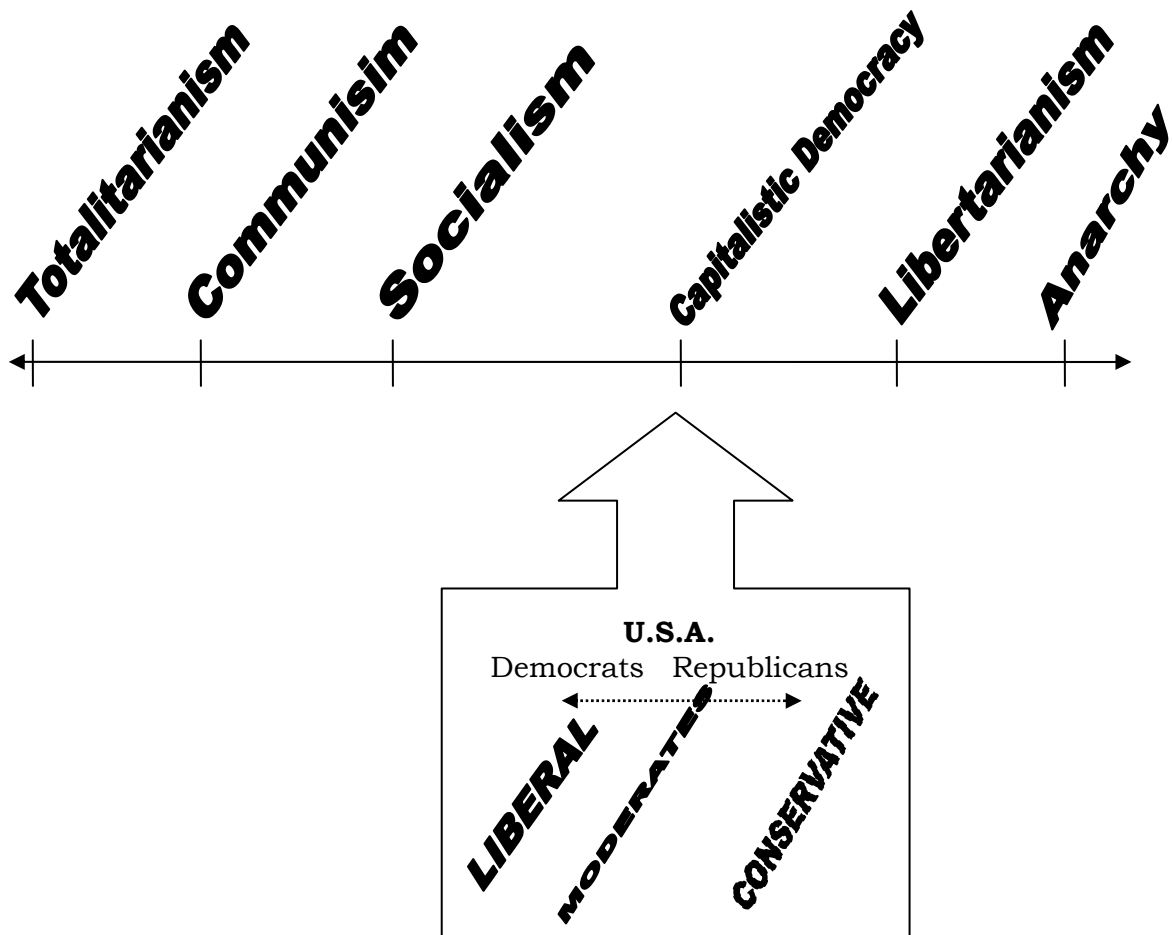 Totalitarianism
Communisim
Socialism
Capitalistic Democracy
Libertarianism
Anarchy
U.S.A.
Democrats Republicans
LIBERAL
MODERATES
CONSERVATIVE